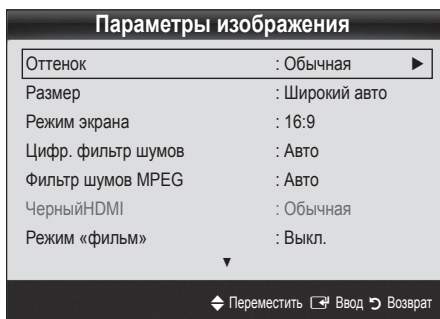 Параметры изображения
Оттенок : Обычная ►
Размер : Широкий авто
Режим экрана : 16:9
Цифр. фильтр шумов : Авто
Фильтр шумов MPEG : Авто
ЧерныйHDMI : Обычная
Режим «фильм» : Выкл.
▼
Переместить Ввод Возврат